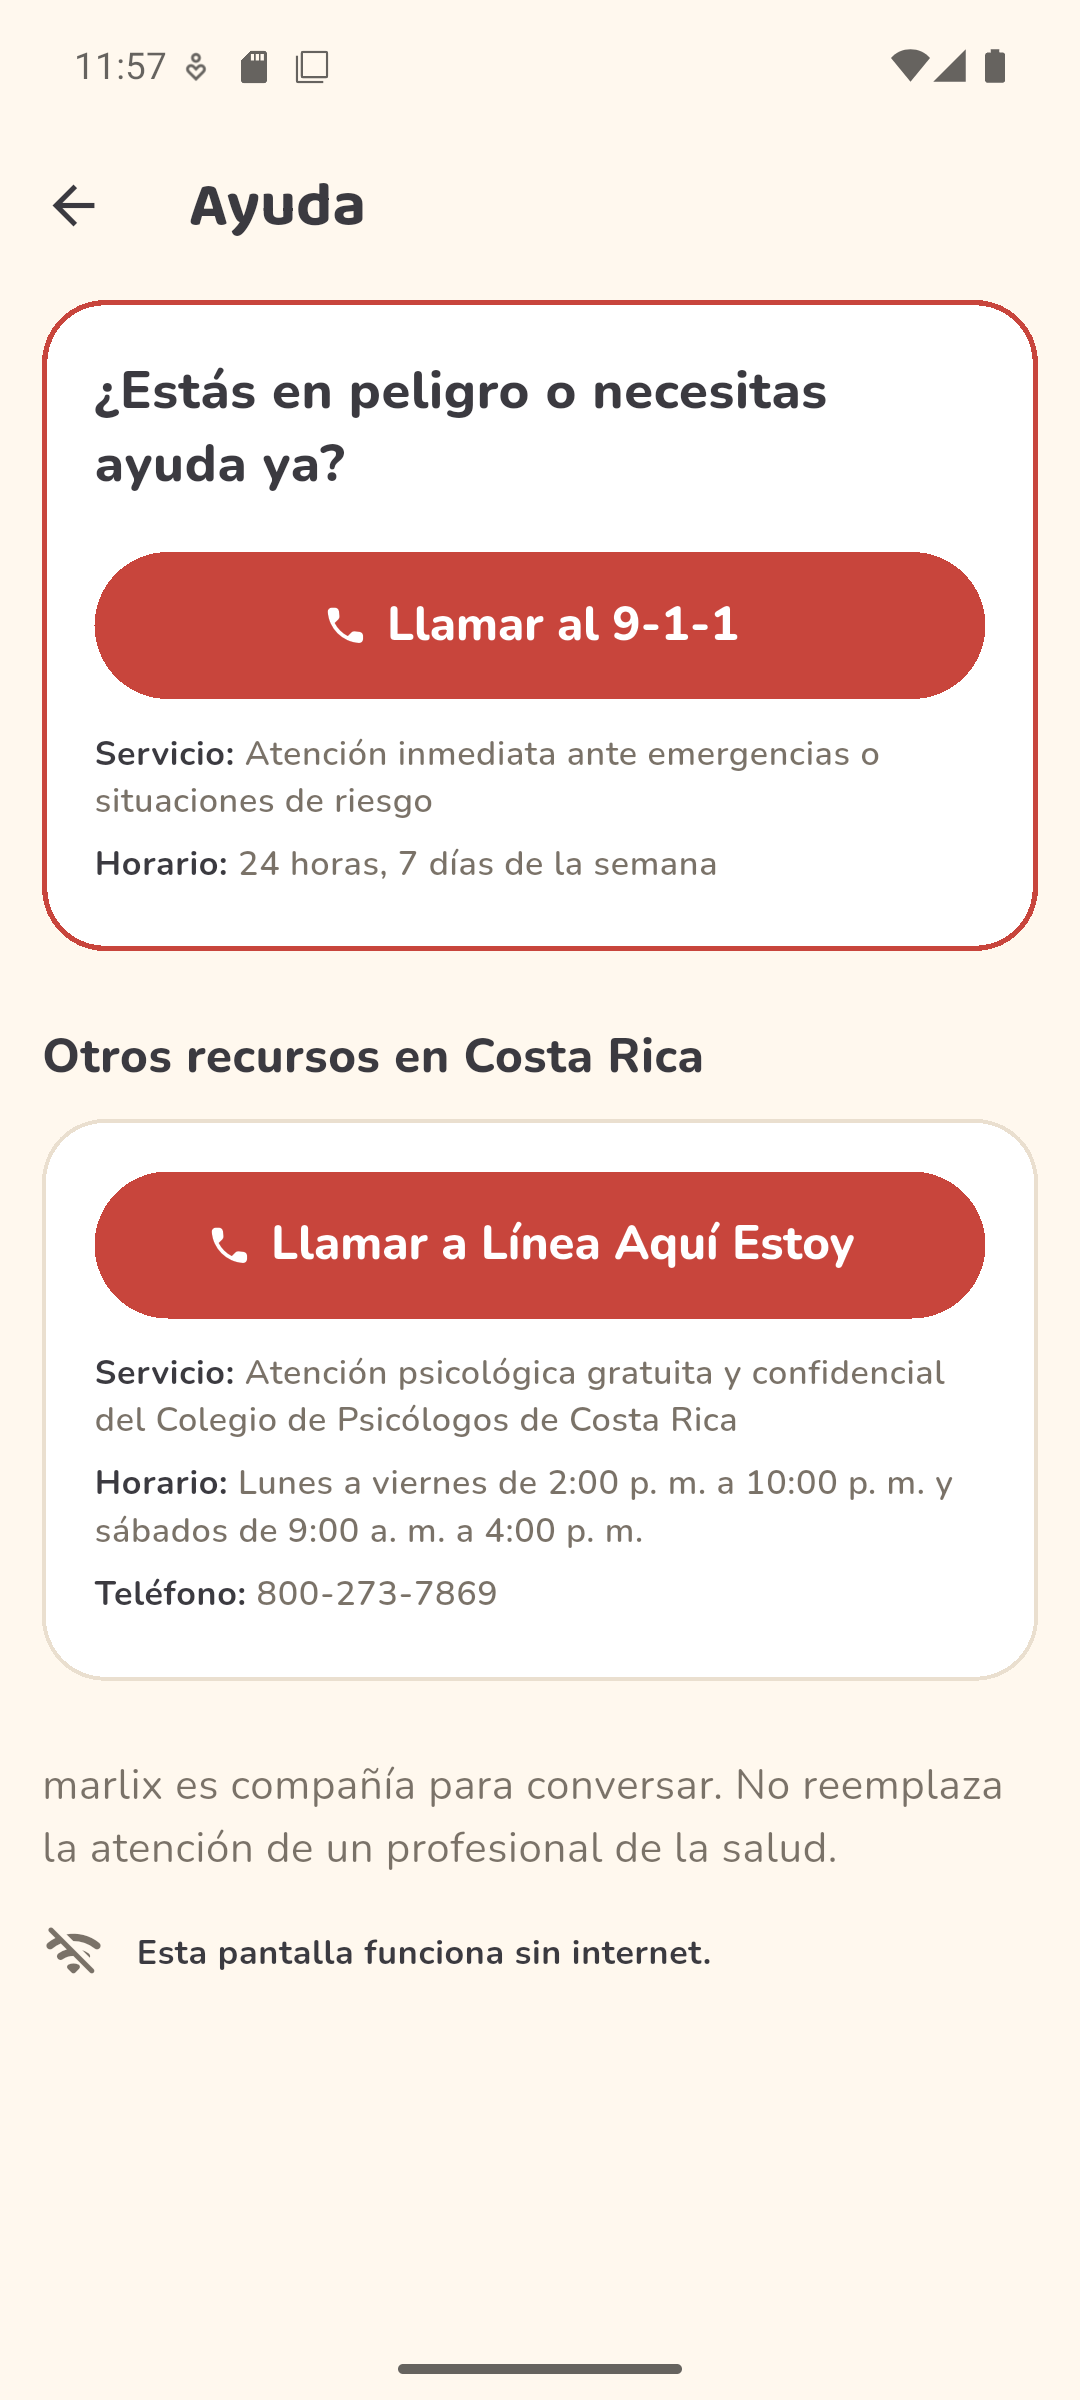 11:57
Ayuda
¿Estás en peligro o necesitas
ayuda ya?
Llamar al 9-1-1
Servicio: Atención inmediata ante emergencias o
situaciones de riesgo
Horario: 24 horas, 7 días de la semana
Otros recursos en Costa Rica
Llamar a Línea Aquí Estoy
Servicio: Atención psicológica gratuita y confidencial
del Colegio de Psicólogos de Costa Rica
Horario: Lunes a viernes de 2:00 p. m. a 10:00 p. m. y
sábados de 9:00 a. m. a 4:00 p. m.
Teléfono: 800-273-7869
marlix es compañía para conversar. No reemplaza
la atención de un profesional de la salud.
Esta pantalla funciona sin internet.